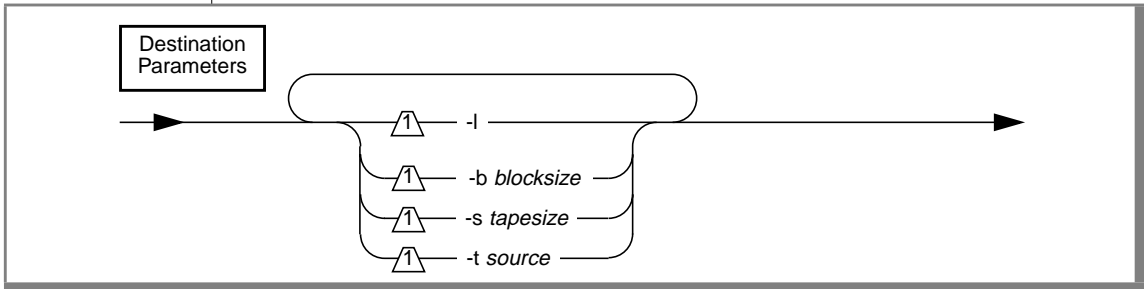 Destination
Parameters
1 -l
1 -b blocksize
1 -s tapesize
1 -t source